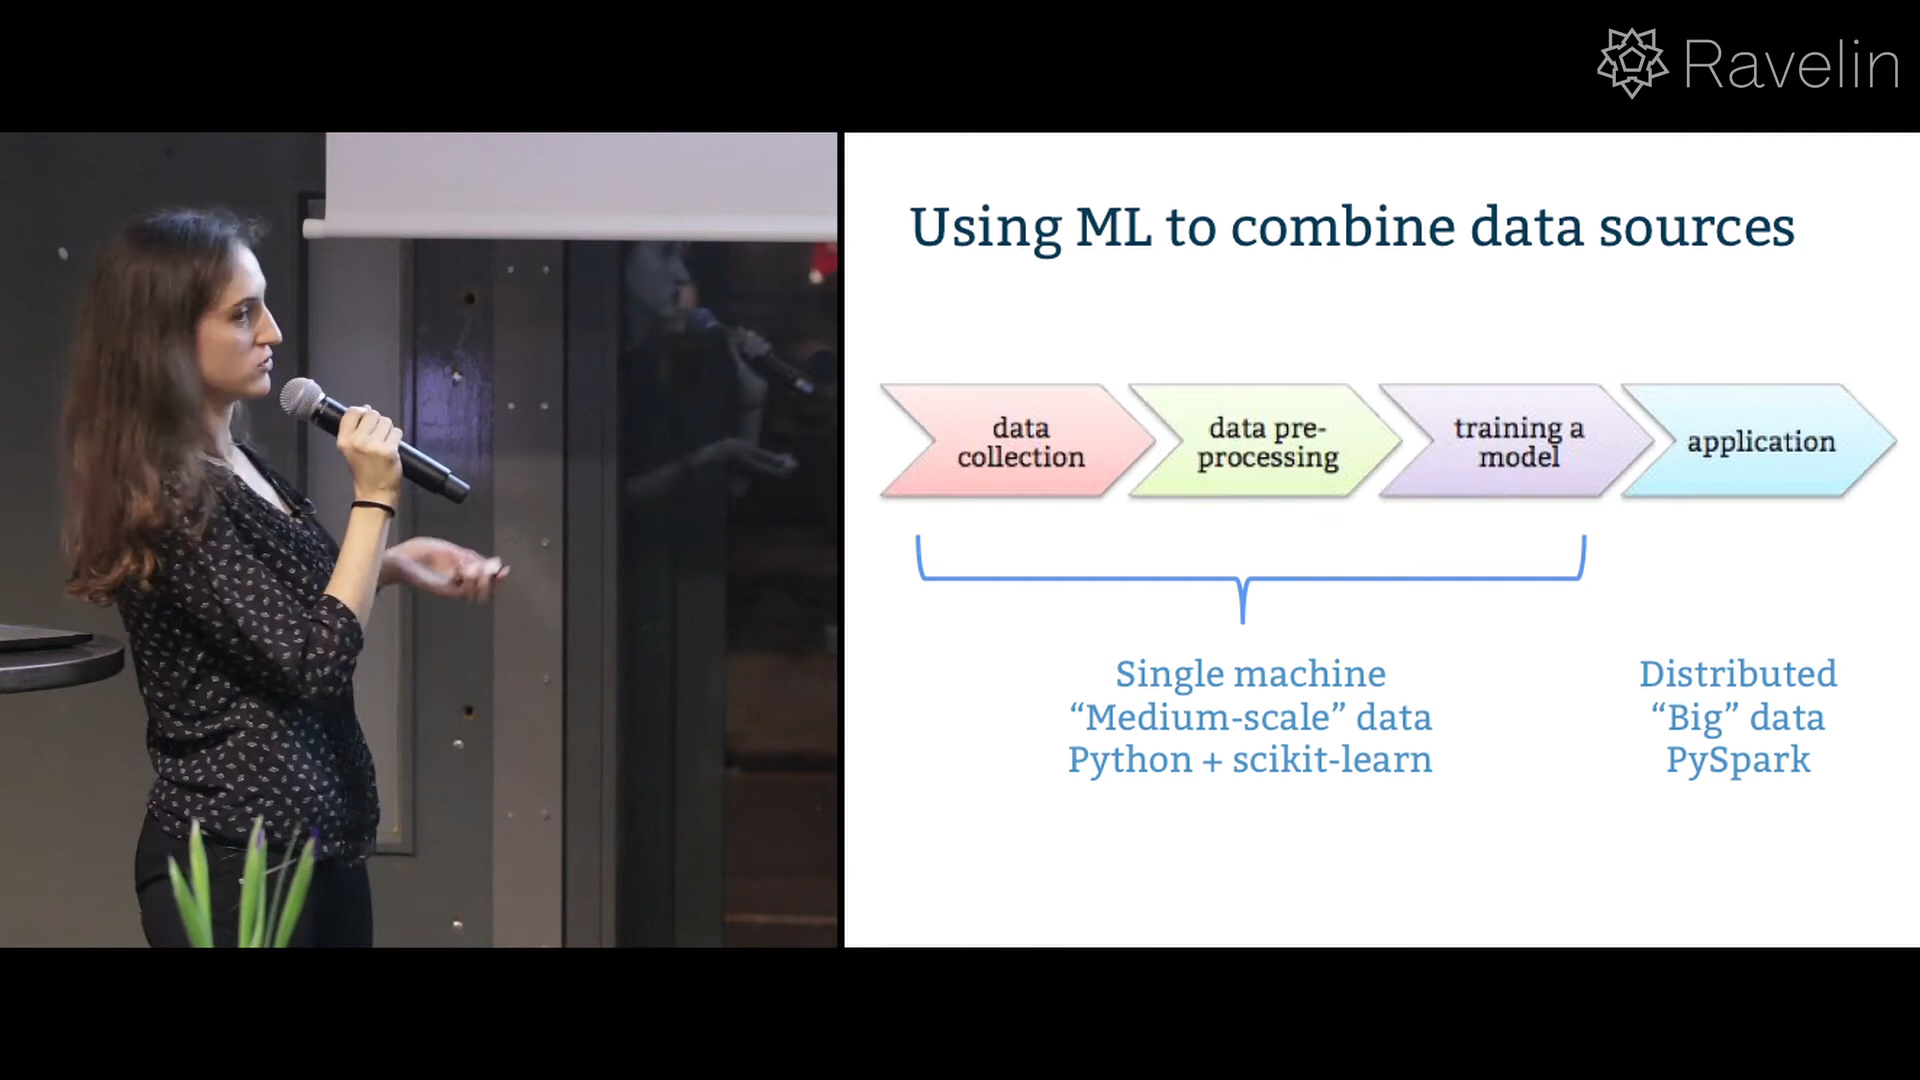 Ravelin
Using ML to combine data sources
data
collection
data pre-
processing
training a
model
application
Single machine
“Medium-scale” data
Python + scikit-learn
Distributed
“Big” data
PySpark